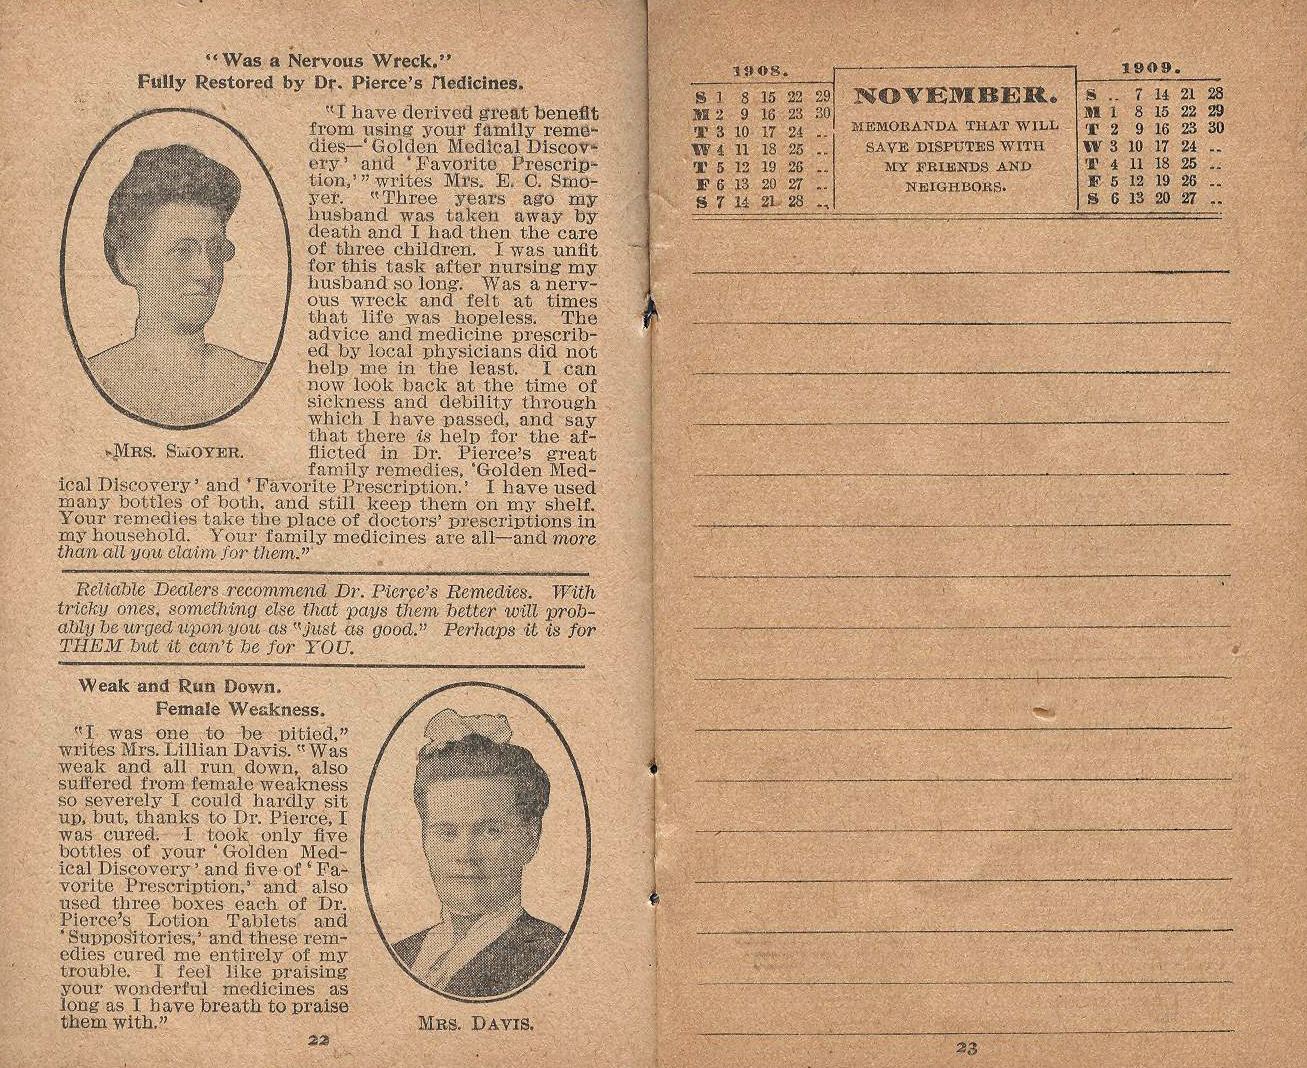 "Was a Nervous Wreck."
Fully Restored by Dr. Pierce's Medicines.
"I have derived great benefit
from using your family reme-
dies—'Golden Medical Discov-
ery' and 'Favorite Prescrip-
tion,'" writes Mrs. E. C. Smo-
yer. "Three years ago my
husband was taken away by
death and I had then the care
of three children. I was unfit
for this task after nursing my
husband so long. Was a nerv-
ous wreck and felt at times
that life was hopeless. The
advice and medicine prescrib-
ed by local physicians did not
help me in the least. I can
now look back at the time of
sickness and debility through
which I have passed, and say
that there is help for the af-
flicted in Dr. Pierce's great
family remedies, 'Golden Med-
ical Discovery' and 'Favorite Prescription.' I have used
many bottles of both, and still keep them on my shelf.
Your remedies take the place of doctors' prescriptions in
my household. Your family medicines are all—and more
than all you claim for them."
MRS. SMOYER.
Reliable Dealers recommend Dr. Pierce's Remedies. With
tricky ones, something else that pays them better will prob-
ably be urged upon you as "just as good." Perhaps it is for
THEM but it can't be for YOU.
Weak and Run Down.
Female Weakness.
"I was one to be pitied,"
writes Mrs. Lillian Davis. "Was
weak and all run down, also
suffered from female weakness
so severely I could hardly sit
up, but, thanks to Dr. Pierce, I
was cured. I took only five
bottles of your 'Golden Med-
ical Discovery' and five of 'Fa-
vorite Prescription,' and also
used three boxes each of Dr.
Pierce's Lotion Tablets and
'Suppositories,' and these rem-
edies cured me entirely of my
trouble. I feel like praising
your wonderful medicines as
long as I have breath to praise
them with."
MRS. DAVIS.
22
1908.
S 1 8 15 22 29
M 2 9 16 23 30
T 3 10 17 24 ..
W 4 11 18 25 ..
T 5 12 19 26 ..
F 6 13 20 27 ..
S 7 14 21 28 ..
NOVEMBER.
MEMORANDA THAT WILL
SAVE DISPUTES WITH
MY FRIENDS AND
NEIGHBORS.
1909.
S .. 7 14 21 28
M 1 8 15 22 29
T 2 9 16 23 30
W 3 10 17 24 ..
T 4 11 18 25 ..
F 5 12 19 26 ..
S 6 13 20 27 ..
23